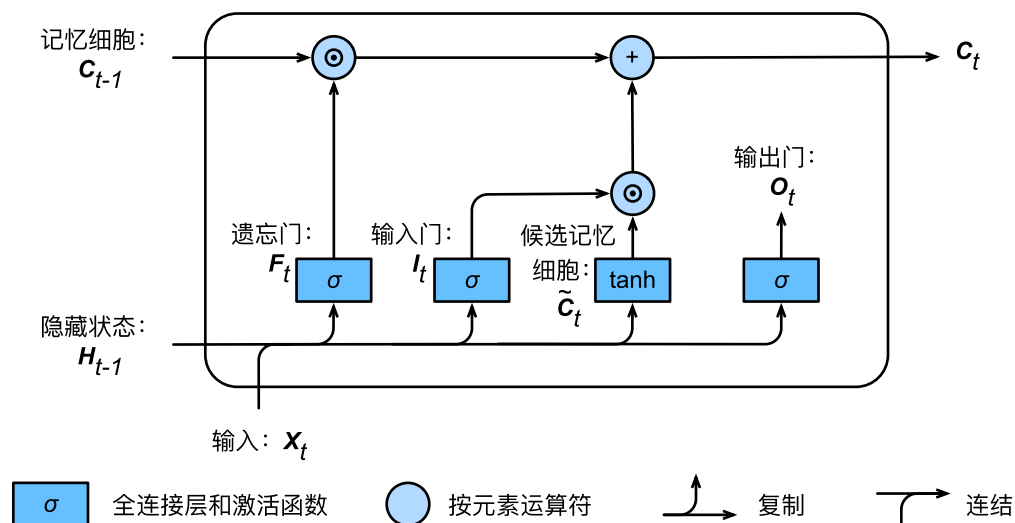 记忆细胞：
C_{t-1}
⊙
+
C_t
输出门：
O_t
⊙
遗忘门：
F_t
输入门：
I_t
候选记忆
细胞：
C̃_t
σ
σ
tanh
σ
隐藏状态：
H_{t-1}
输入：X_t
σ 全连接层和激活函数
按元素运算符
复制
连结